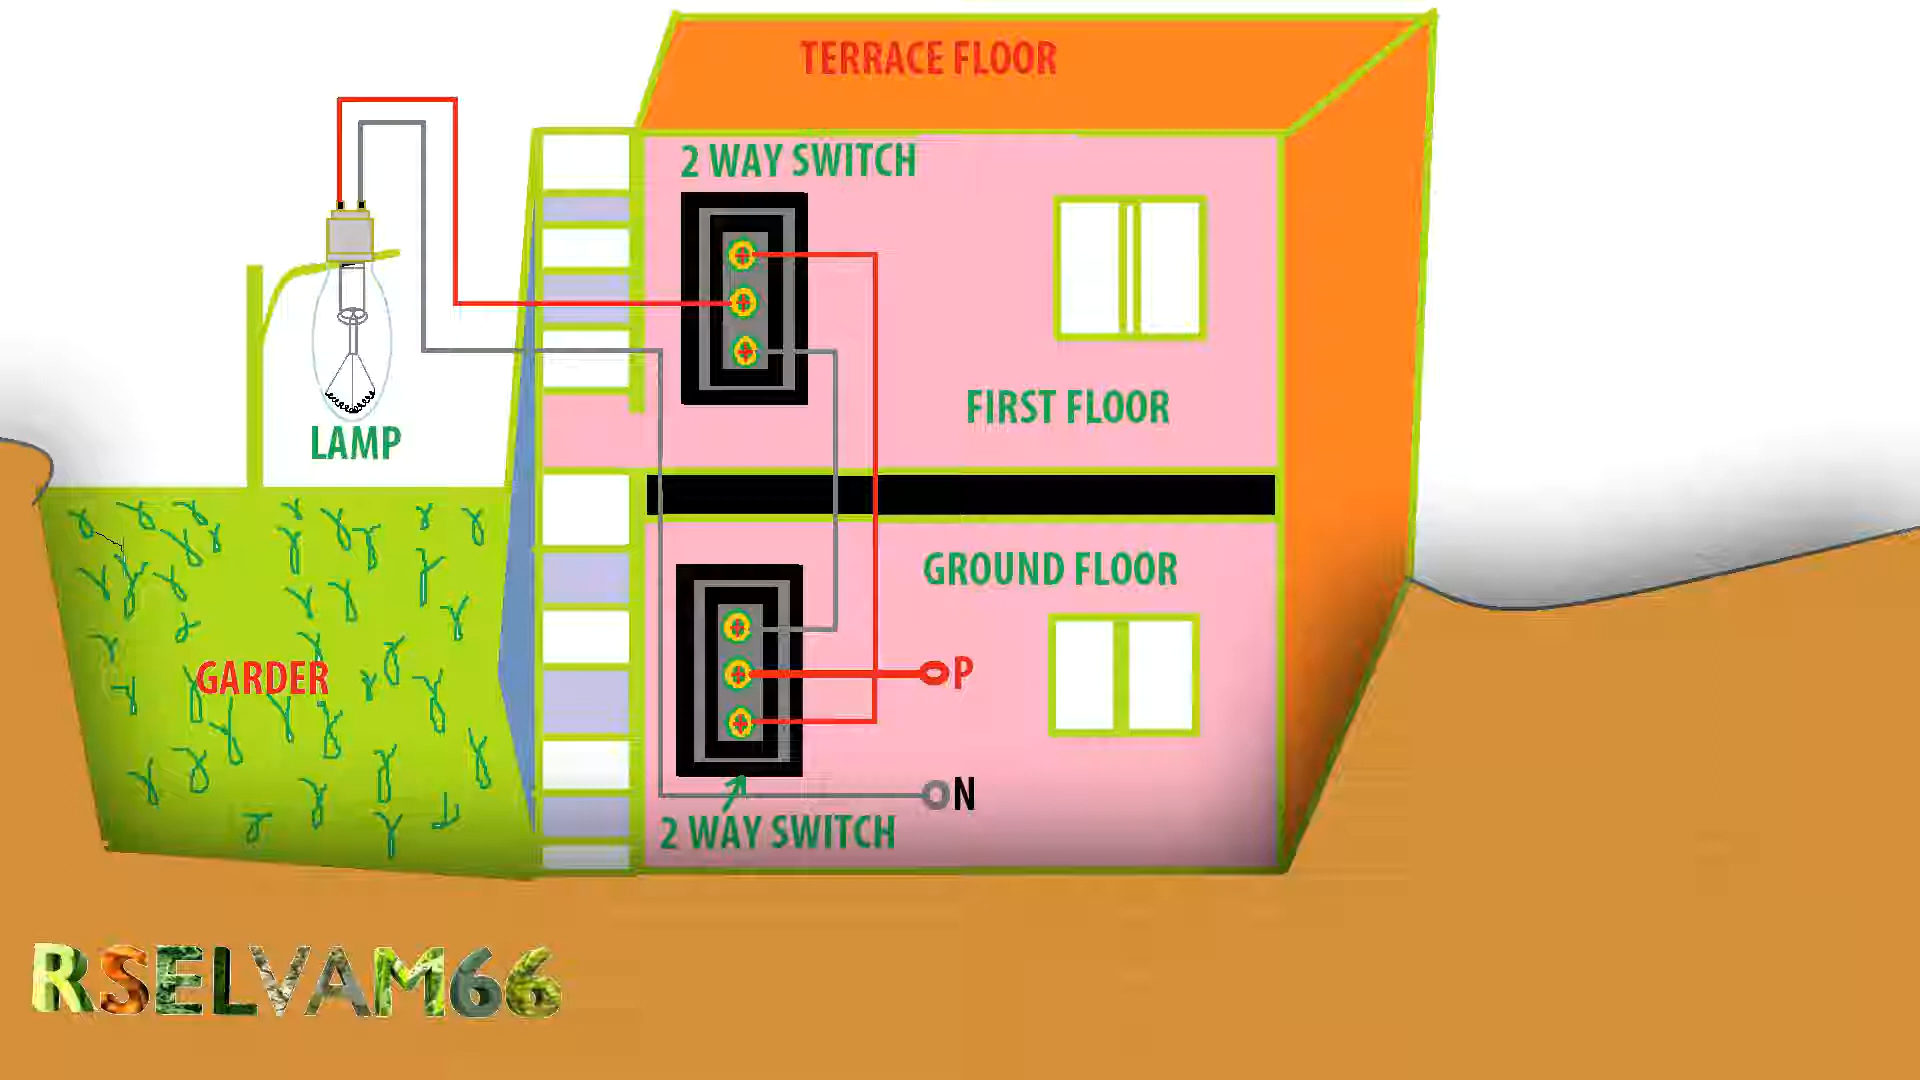 TERRACE FLOOR
2 WAY SWITCH
FIRST FLOOR
LAMP
GROUND FLOOR
GARDER
P
N
2 WAY SWITCH
RSELVAM66